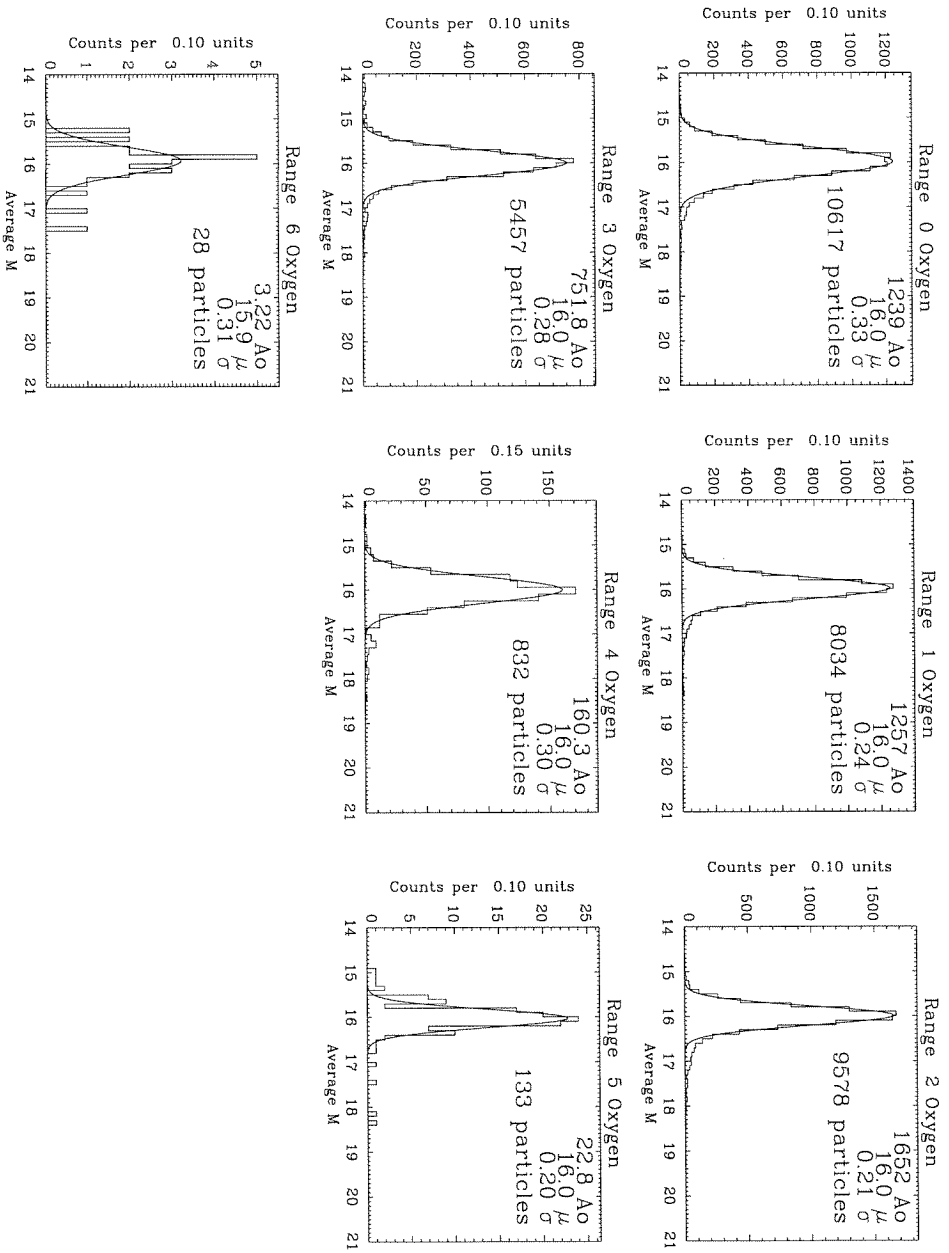 Range 0 Oxygen
Counts per 0.10 units
1200
1000
800
600
400
200
0
1239 Ao
16.0 μ
0.33 σ
10617 particles
14 15 16 17 18 19 20 21
Average M
Range 1 Oxygen
Counts per 0.10 units
1400
1200
1000
800
600
400
200
0
1257 Ao
16.0 μ
0.24 σ
8034 particles
14 15 16 17 18 19 20 21
Average M
Range 2 Oxygen
Counts per 0.10 units
1500
1000
500
0
1652 Ao
16.0 μ
0.21 σ
9578 particles
14 15 16 17 18 19 20 21
Average M
Range 3 Oxygen
Counts per 0.10 units
800
600
400
200
0
751.8 Ao
16.0 μ
0.28 σ
5457 particles
14 15 16 17 18 19 20 21
Average M
Range 4 Oxygen
Counts per 0.15 units
150
100
50
0
160.3 Ao
16.0 μ
0.30 σ
832 particles
14 15 16 17 18 19 20 21
Average M
Range 5 Oxygen
Counts per 0.10 units
25
20
15
10
5
0
22.8 Ao
16.0 μ
0.20 σ
133 particles
14 15 16 17 18 19 20 21
Average M
Range 6 Oxygen
Counts per 0.10 units
5
4
3
2
1
0
3.22 Ao
15.9 μ
0.31 σ
28 particles
14 15 16 17 18 19 20 21
Average M